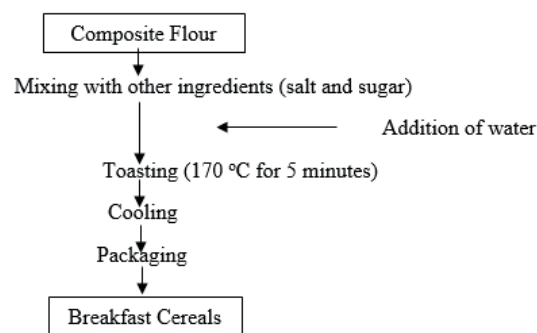 Composite Flour
Mixing with other ingredients (salt and sugar)
Addition of water
Toasting (170 °C for 5 minutes)
Cooling
Packaging
Breakfast Cereals